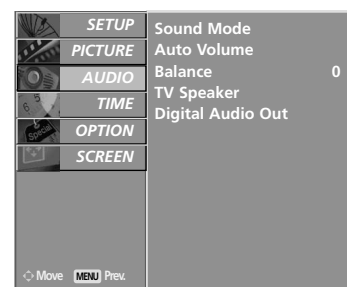 SETUP
PICTURE
AUDIO
TIME
OPTION
SCREEN
Sound Mode
Auto Volume
Balance 0
TV Speaker
Digital Audio Out
Special
Move MENU Prev.